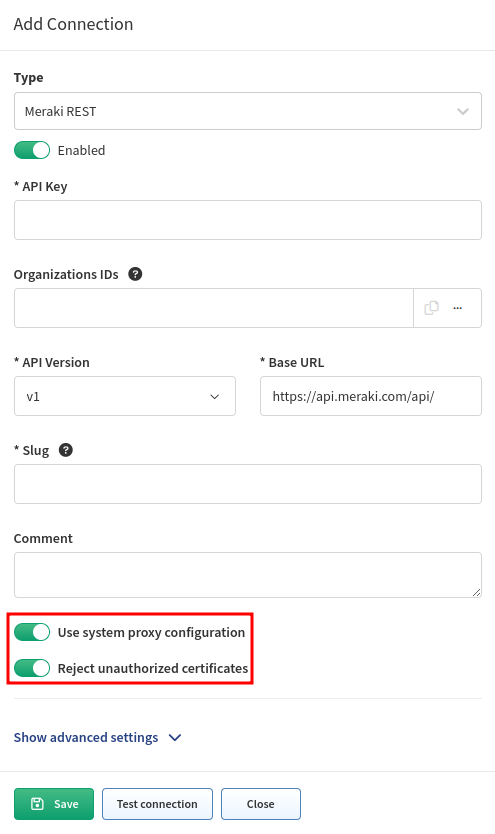 Add Connection
Type
Meraki REST
Enabled
* API Key
Organizations IDs ?
...
* API Version * Base URL
v1 https://api.meraki.com/api/
* Slug ?
Comment
Use system proxy configuration
Reject unauthorized certificates
Show advanced settings
Save Test connection Close